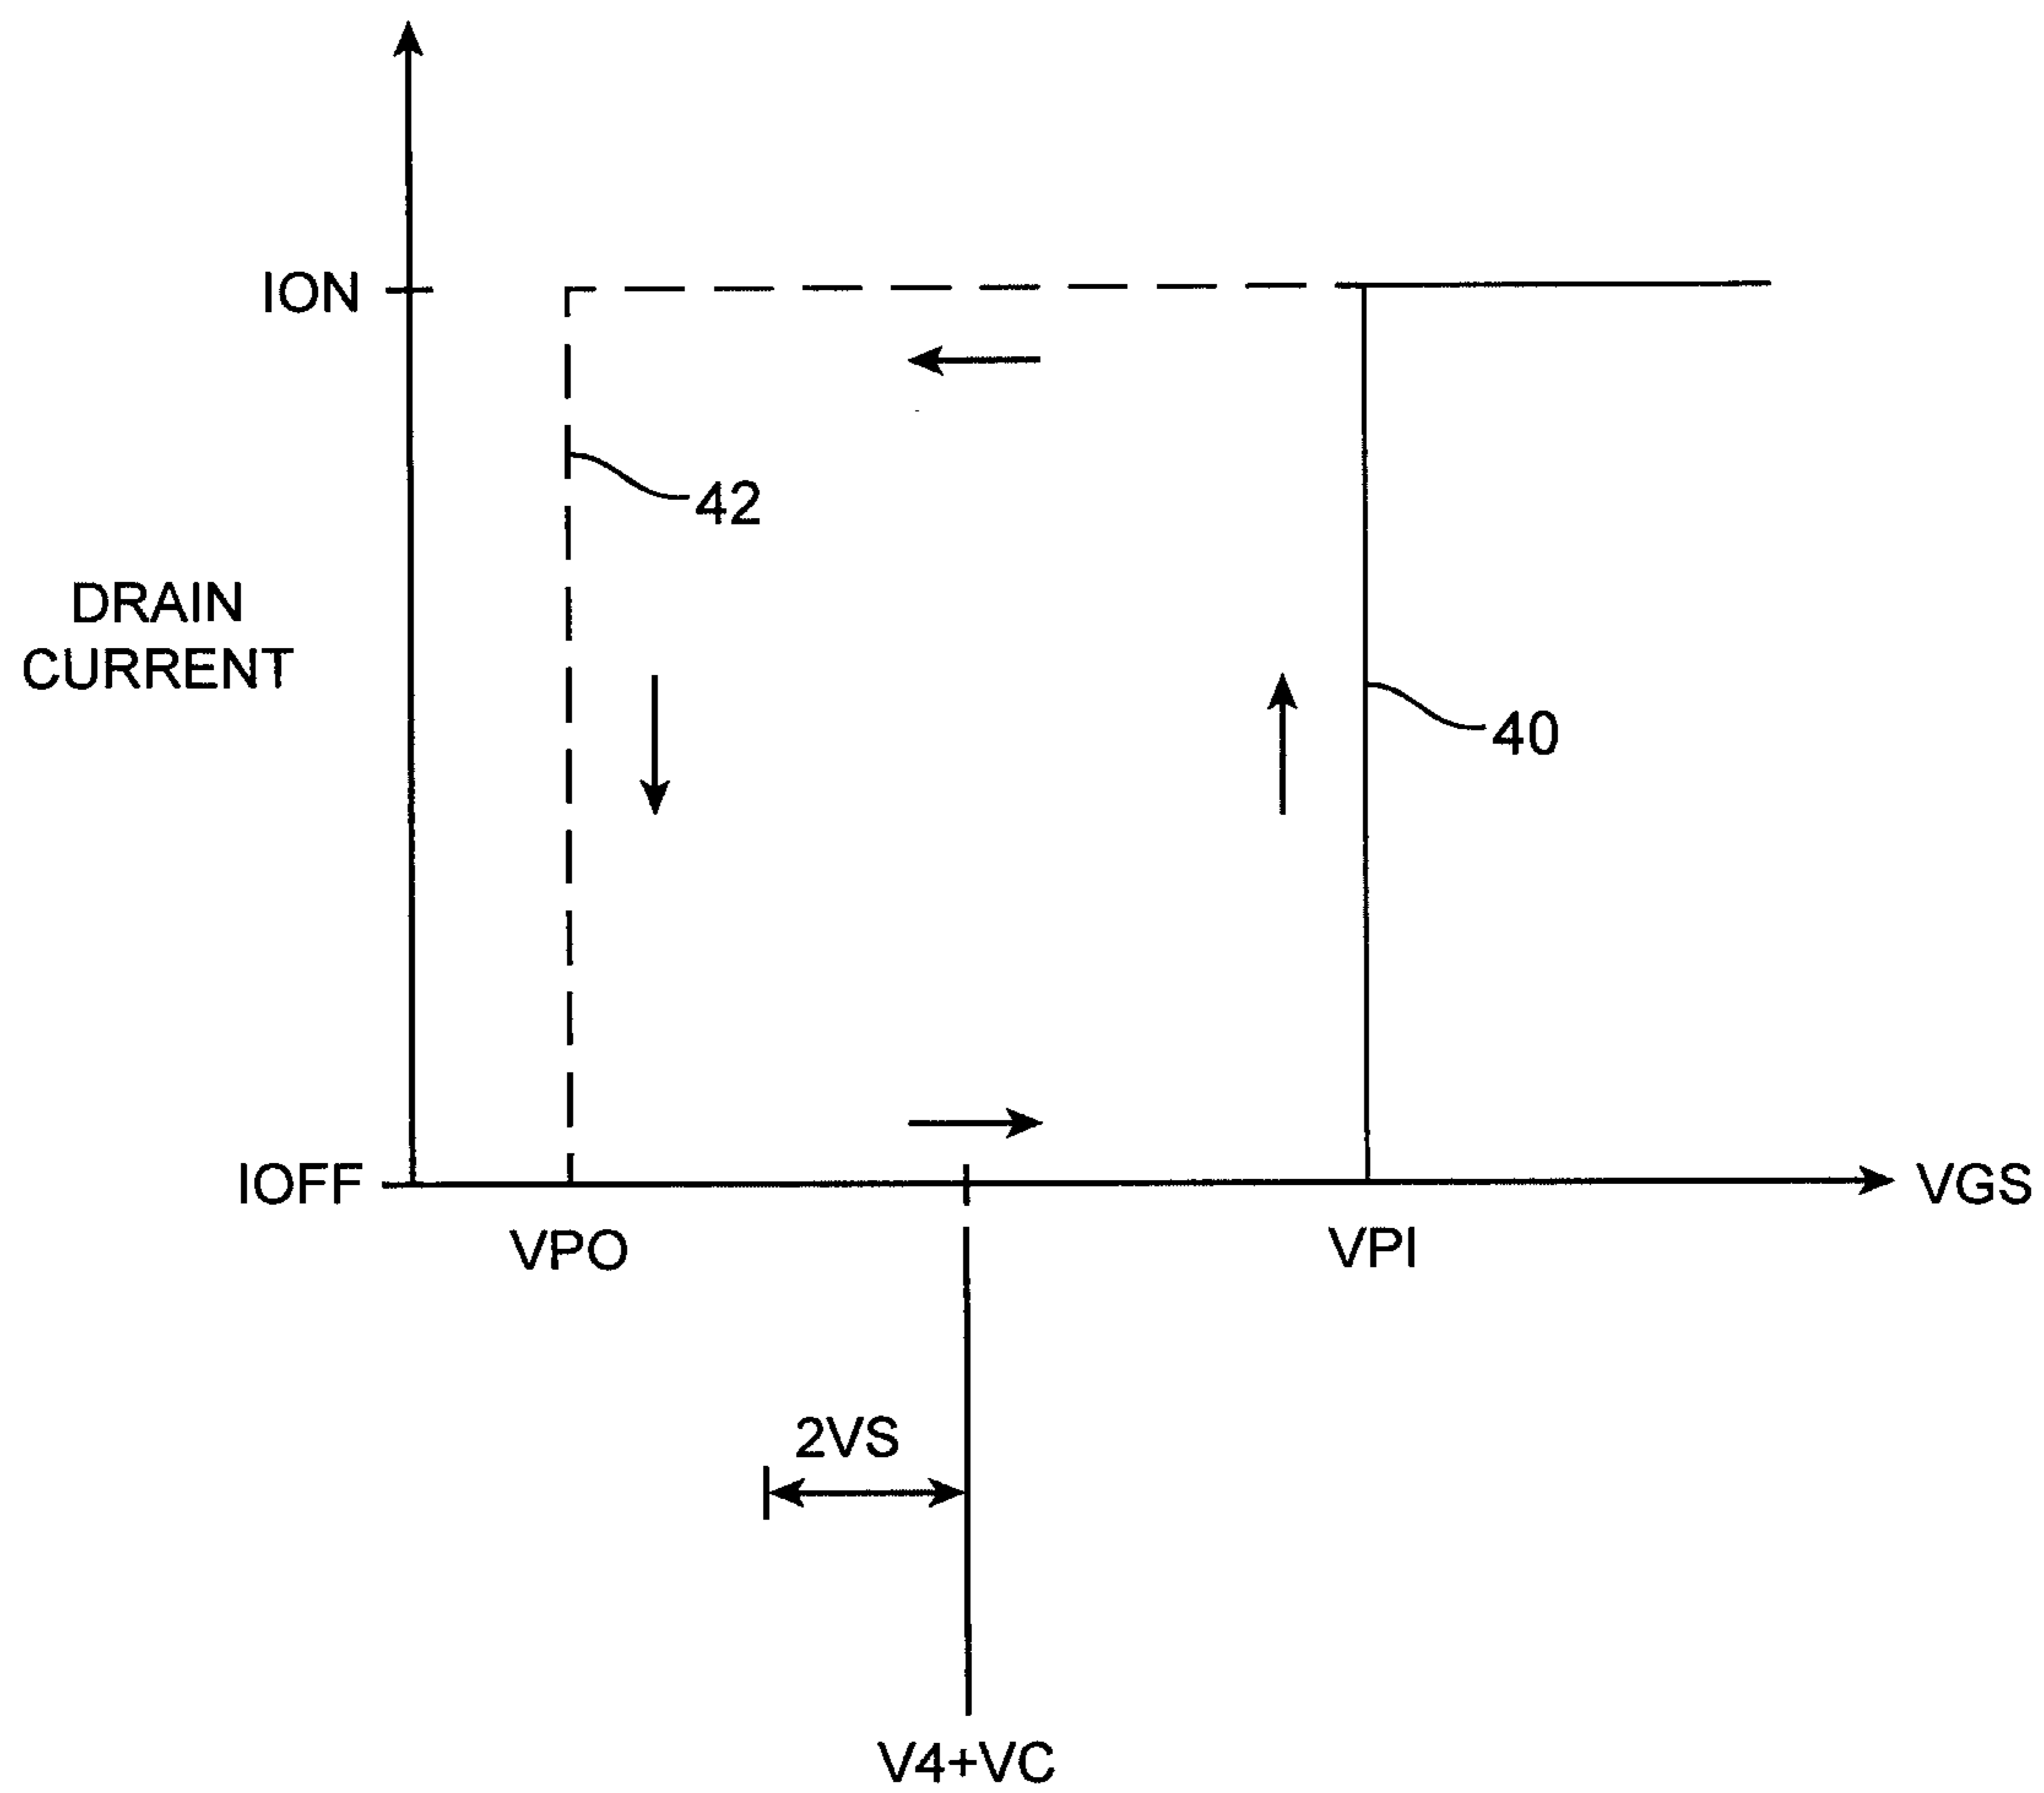 ION
42
DRAIN
CURRENT
40
IOFF
VGS
VPO
VPI
2VS
V4+VC